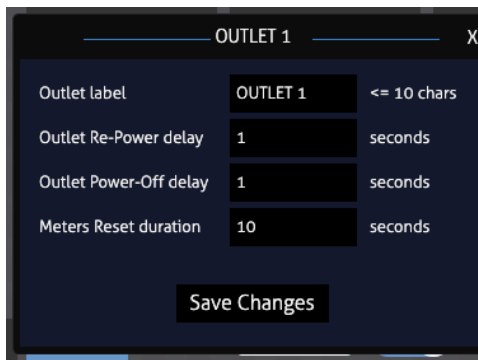 OUTLET 1 X
Outlet label OUTLET 1 <= 10 chars
Outlet Re-Power delay 1 seconds
Outlet Power-Off delay 1 seconds
Meters Reset duration 10 seconds
Save Changes